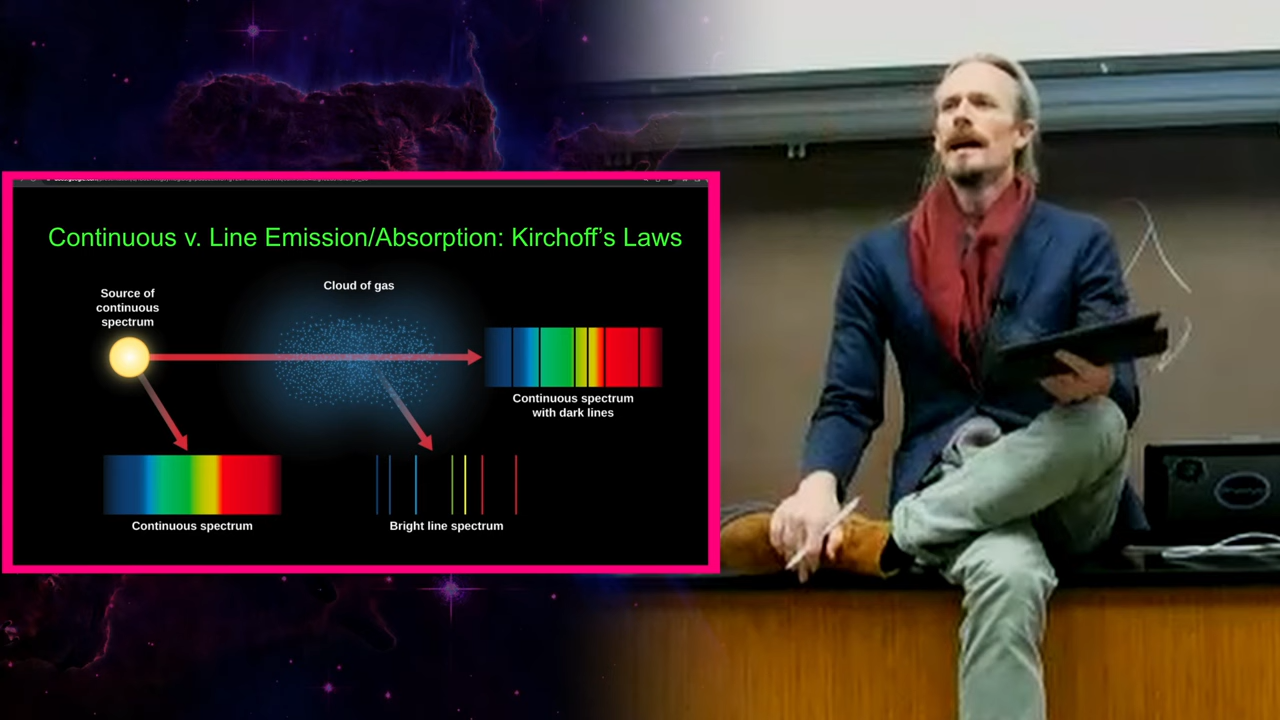 Continuous v. Line Emission/Absorption: Kirchoff's Laws
Source of
continuous
spectrum
Cloud of gas
Continuous spectrum
with dark lines
Continuous spectrum
Bright line spectrum